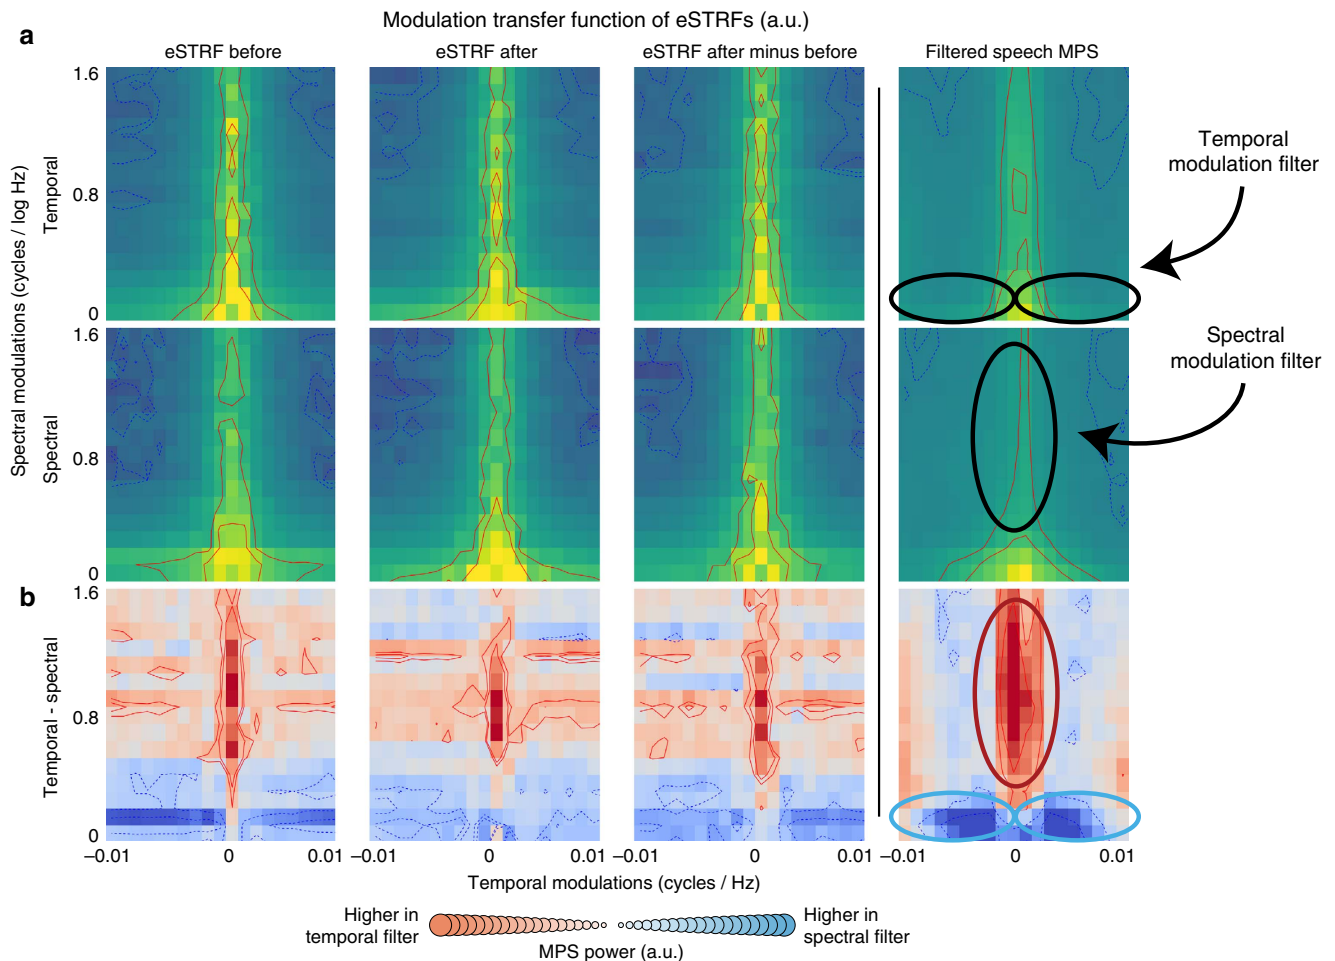 Modulation transfer function of eSTRFs (a.u.)
a
eSTRF before
eSTRF after
eSTRF after minus before
Filtered speech MPS
Spectral modulations (cycles / log Hz)
Temporal
1.6
0.8
0
Temporal
modulation filter
Spectral
1.6
0.8
0
Spectral
modulation filter
b
Temporal - spectral
1.6
0.8
0
–0.01 0 0.01
–0.01 0 0.01
–0.01 0 0.01
–0.01 0 0.01
Temporal modulations (cycles / Hz)
Higher in
temporal filter
Higher in
spectral filter
MPS power (a.u.)